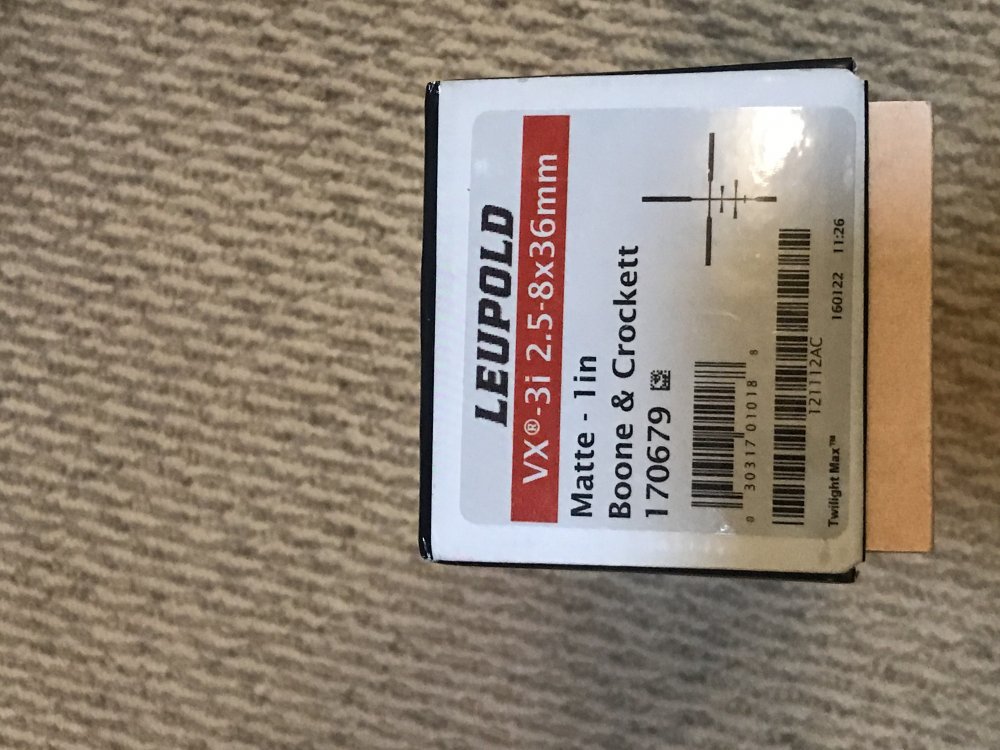 LEUPOLD
VX®-3i 2.5-8x36mm
Matte - 1in
Boone & Crockett
170679
0 30317 01018 8
121112AC
Twilight Max™ 160122 11:26